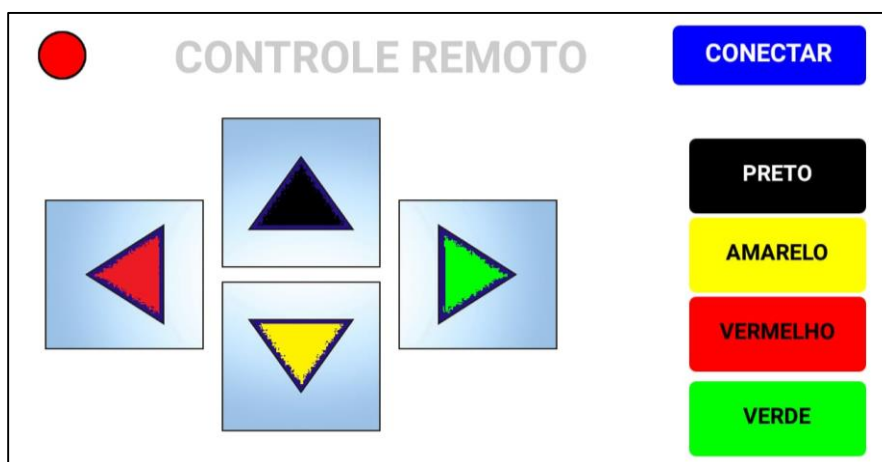 CONTROLE REMOTO
CONECTAR
PRETO
AMARELO
VERMELHO
VERDE